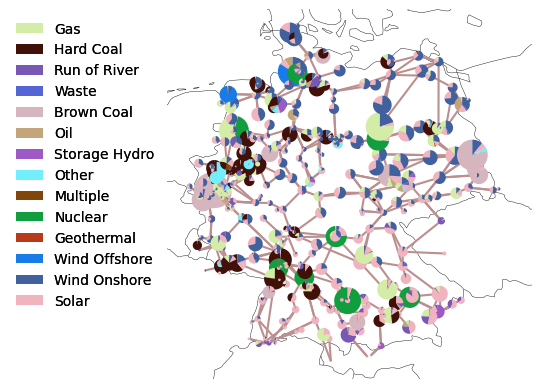 Gas
Hard Coal
Run of River
Waste
Brown Coal
Oil
Storage Hydro
Other
Multiple
Nuclear
Geothermal
Wind Offshore
Wind Onshore
Solar